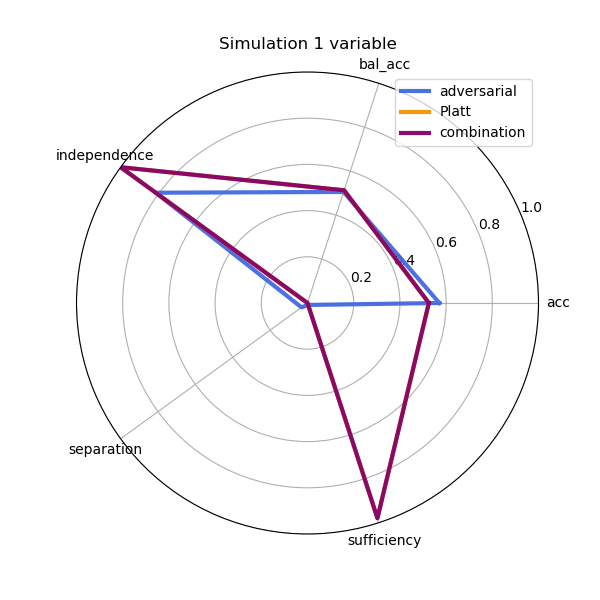 Simulation 1 variable
bal_acc
adversarial
Platt
combination
independence
1.0
0.8
0.6
0.4
0.2
acc
separation
sufficiency